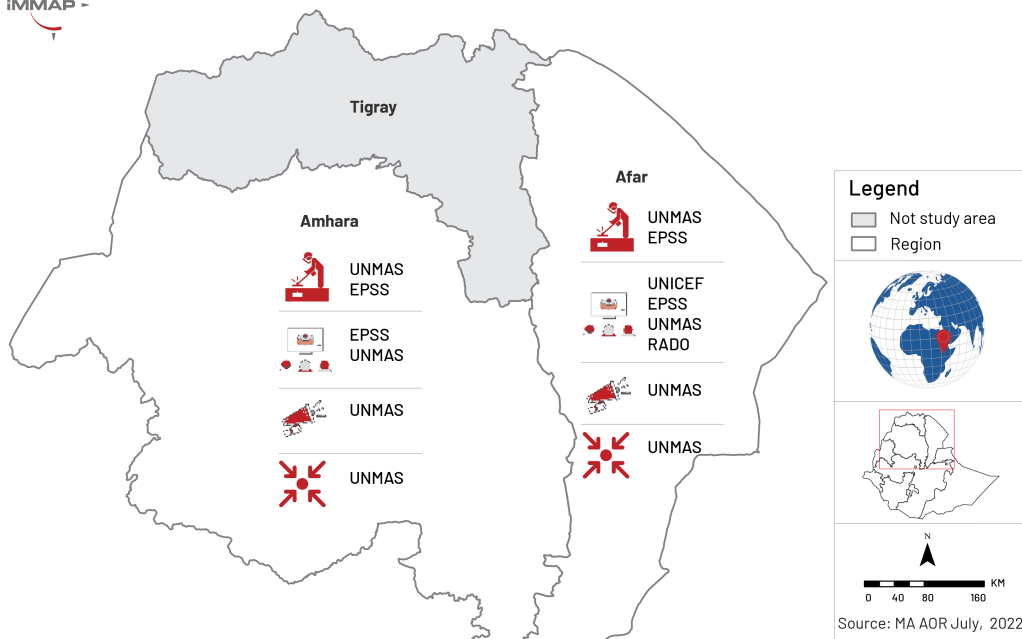 iMMAP
Tigray
Afar
UNMAS
EPSS
UNICEF
EPSS
UNMAS
RADO
UNMAS
UNMAS
Amhara
UNMAS
EPSS
EPSS
UNMAS
UNMAS
UNMAS
Legend
Not study area
Region
N
KM
0 40 80 160
Source: MA AOR July, 2022